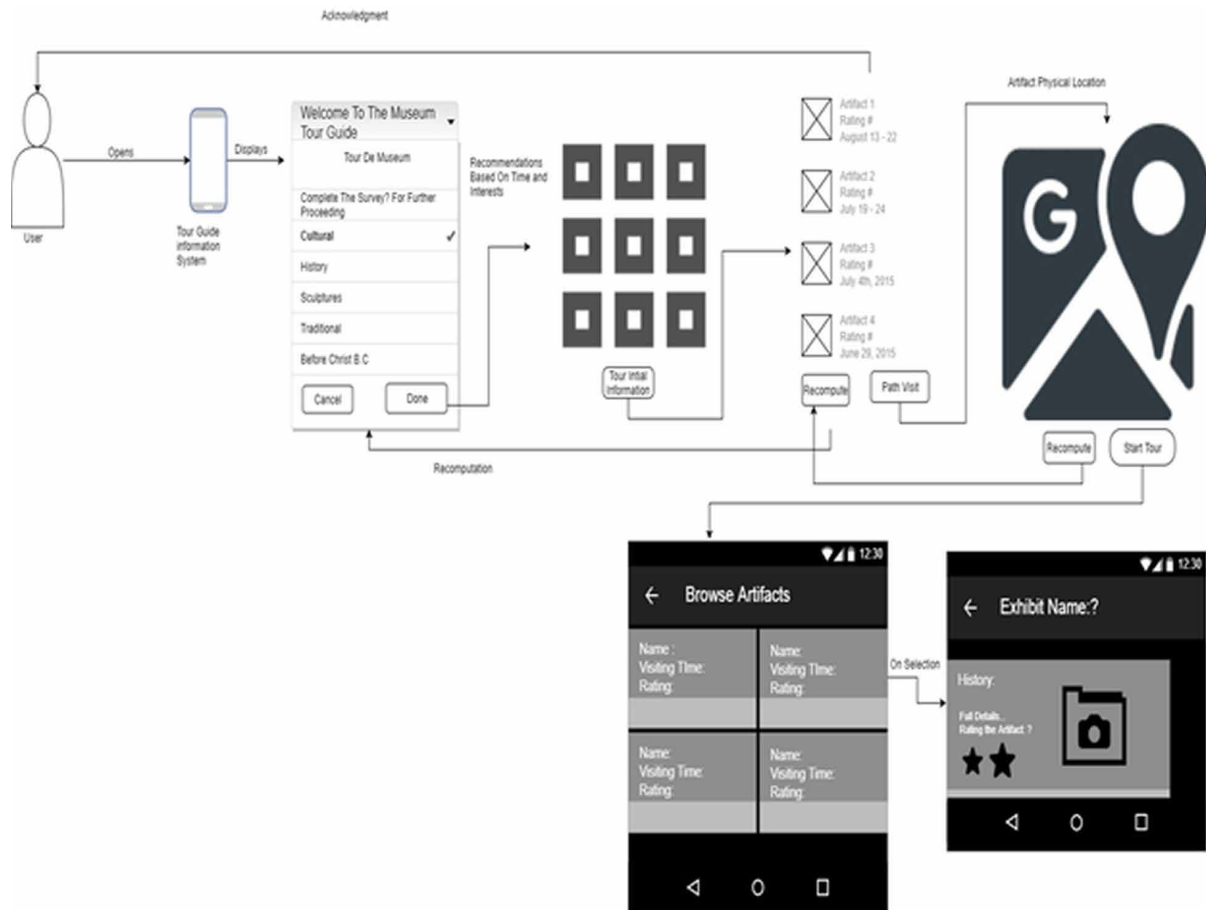 Acknowledgment
User
Opens
Tour Guide
information
System
Displays
Welcome To The Museum
Tour Guide
Tour De Museum
Complete The Survey? For Further
Proceeding
Cultural
History
Sculptures
Traditional
Before Christ B.C
Cancel
Done
Recommendations
Based On Time and
Interests
Tour Intial
Information
Artifact 1
Rating #
August 13 - 22
Artifact 2
Rating #
July 19 - 24
Artifact 3
Rating #
July 4th, 2015
Artifact 4
Rating #
June 29, 2015
Recompute
Path Visit
Recomputation
Artifact Physical Location
G
Recompute
Start Tour
12:30
Browse Artifacts
Name :
Visiting TIme:
Rating:
Name:
Visiting TIme:
Rating:
Name:
Visiting Time:
Rating:
Name:
Visiting Time:
Rating:
On Selection
12:30
Exhibit Name:?
History:
Full Details...
Rating the Artifact: ?